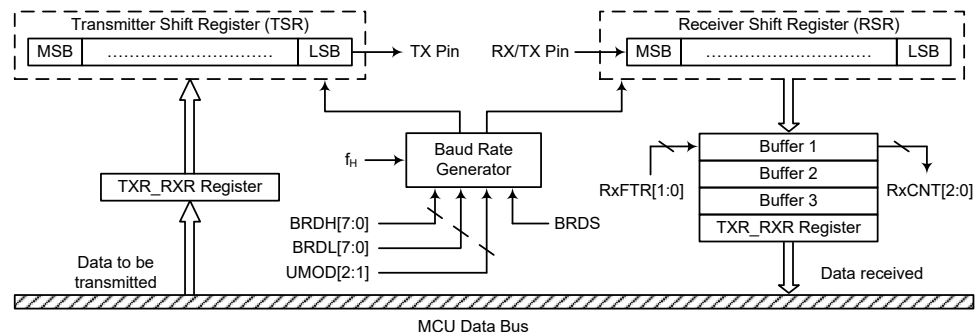 Transmitter Shift Register (TSR)
MSB ........................... LSB
TX Pin
RX/TX Pin
Receiver Shift Register (RSR)
MSB ........................... LSB
fH
Baud Rate
Generator
TXR_RXR Register
BRDH[7:0]
BRDL[7:0]
UMOD[2:1]
BRDS
RxFTR[1:0]
Buffer 1
Buffer 2
Buffer 3
TXR_RXR Register
RxCNT[2:0]
Data to be
transmitted
Data received
MCU Data Bus